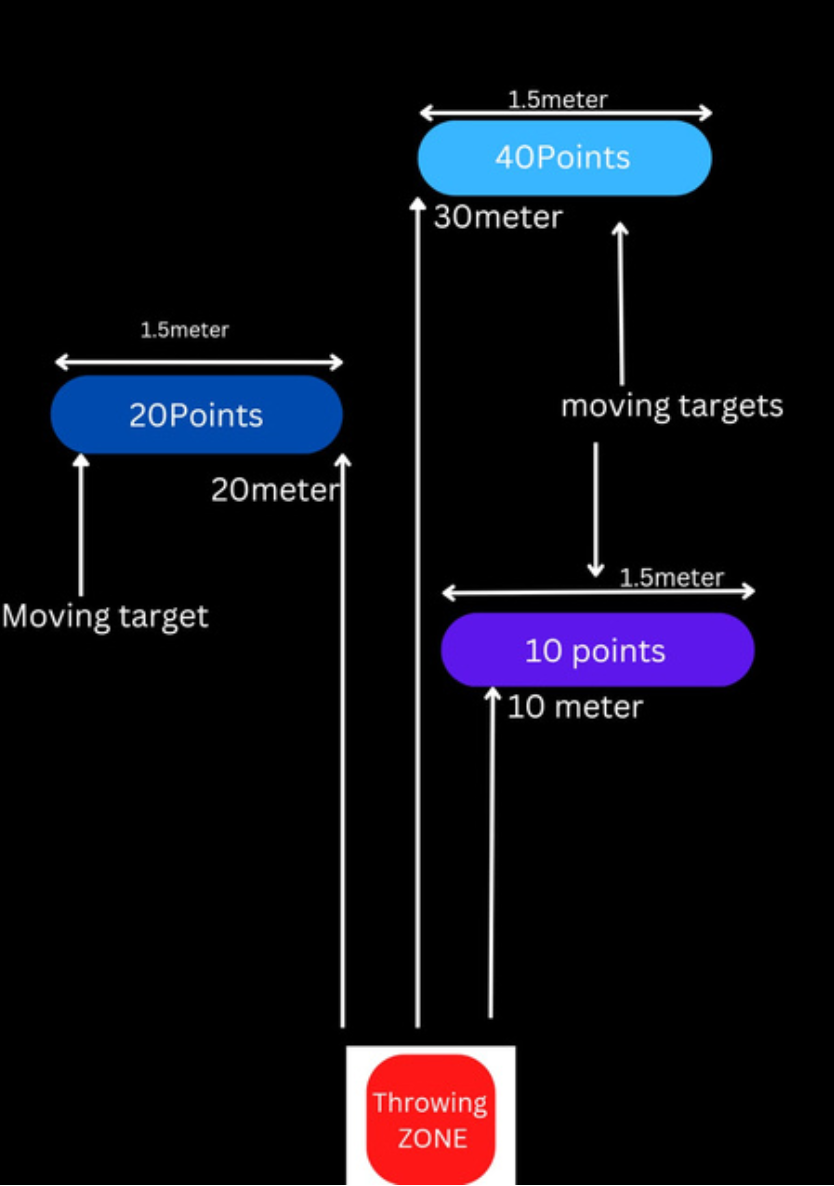 1.5meter
40Points
30meter
1.5meter
20Points
moving targets
20meter
1.5meter
Moving target
10 points
10 meter
Throwing
ZONE